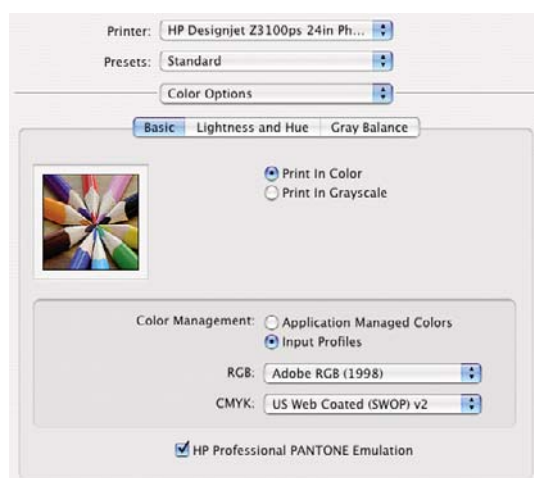 Printer: HP Designjet Z3100ps 24in Ph...
Presets: Standard
Color Options
Basic Lightness and Hue Gray Balance
Print In Color
Print In Grayscale
Color Management: Application Managed Colors
Input Profiles
RGB: Adobe RGB (1998)
CMYK: US Web Coated (SWOP) v2
HP Professional PANTONE Emulation